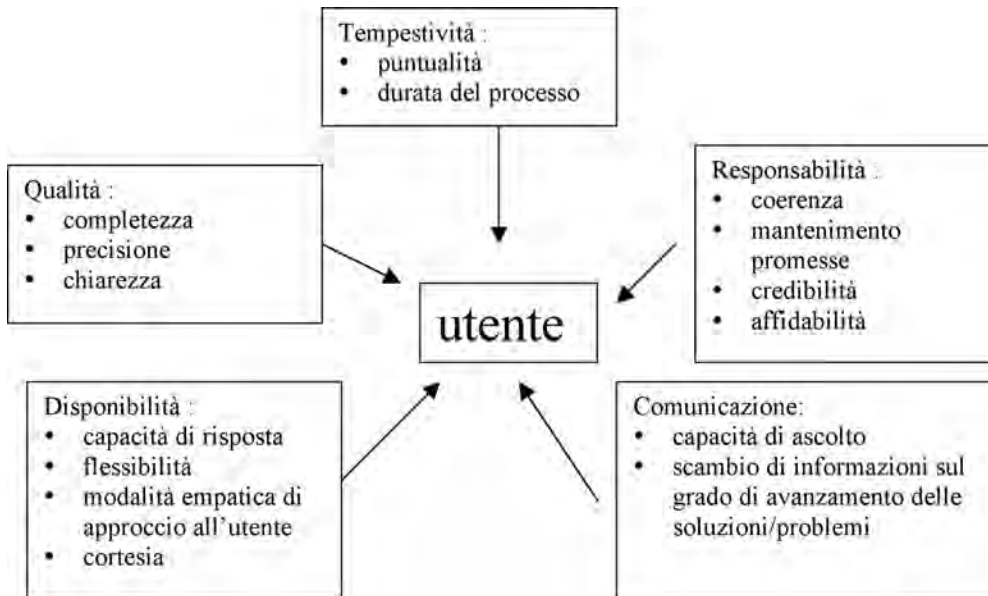 Tempestività :
• puntualità
• durata del processo
Qualità :
• completezza
• precisione
• chiarezza
Responsabilità :
• coerenza
• mantenimento
promesse
• credibilità
• affidabilità
utente
Disponibilità :
• capacità di risposta
• flessibilità
• modalità empatica di
approccio all’utente
• cortesia
Comunicazione:
• capacità di ascolto
• scambio di informazioni sul
grado di avanzamento delle
soluzioni/problemi